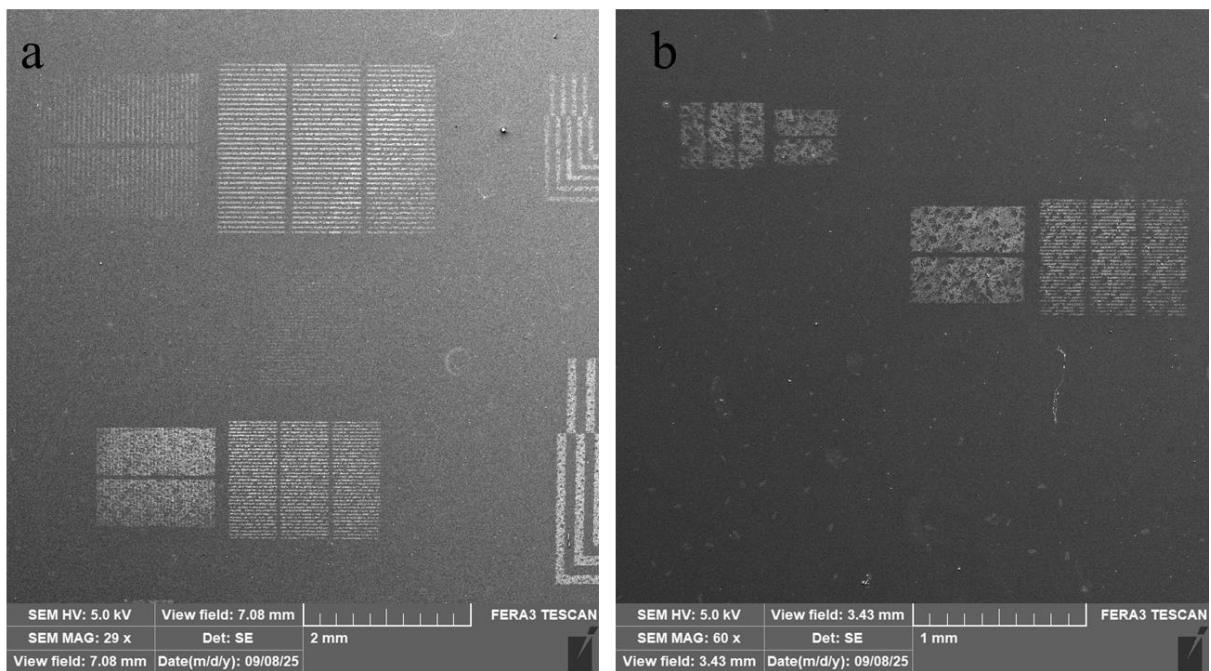 a
SEM HV: 5.0 kV
View field: 7.08 mm
FERA3 TESCAN
SEM MAG: 29 x
Det: SE
2 mm
View field: 7.08 mm
Date(m/d/y): 09/08/25
b
SEM HV: 5.0 kV
View field: 3.43 mm
FERA3 TESCAN
SEM MAG: 60 x
Det: SE
1 mm
View field: 3.43 mm
Date(m/d/y): 09/08/25